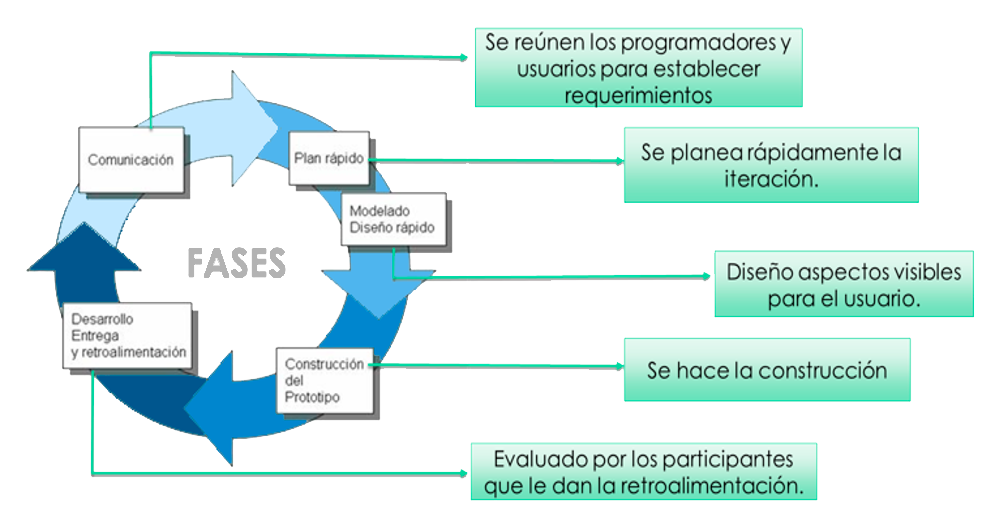 Se reúnen los programadores y
usuarios para establecer
requerimientos
Comunicación
Plan rápido
Se planea rápidamente la
iteración.
Modelado
Diseño rápido
FASES
Diseño aspectos visibles
para el usuario.
Desarrollo
Entrega
y retroalimentación
Construcción
del
Prototipo
Se hace la construcción
Evaluado por los participantes
que le dan la retroalimentación.